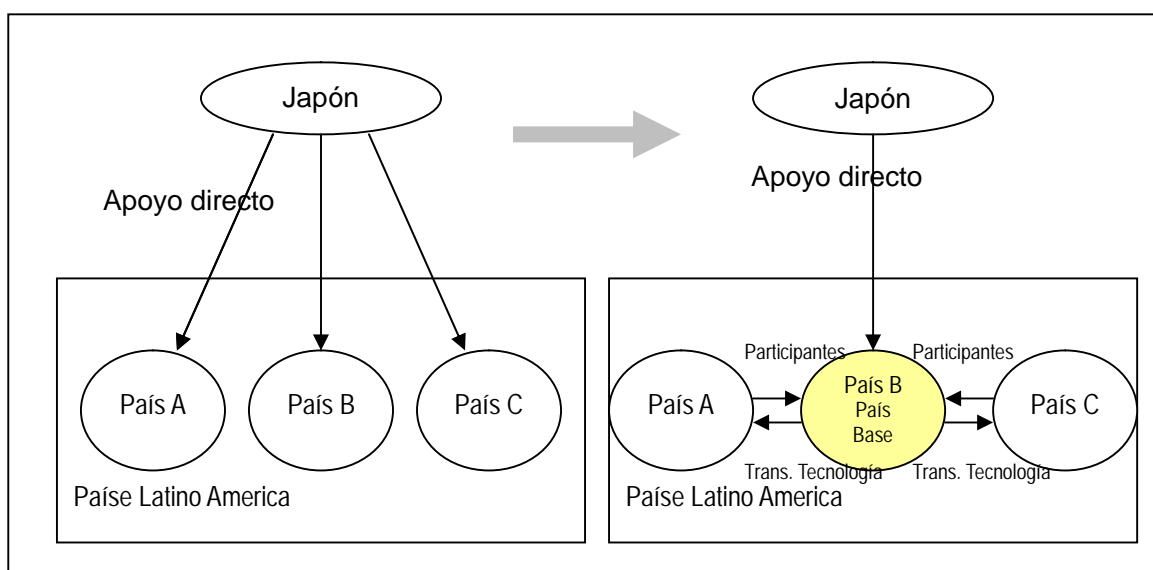 Japón
Apoyo directo
País A
País B
País C
Paíse Latino America
Japón
Apoyo directo
Participantes
Participantes
País A
País B
País
Base
País C
Trans. Tecnología
Trans. Tecnología
Paíse Latino America